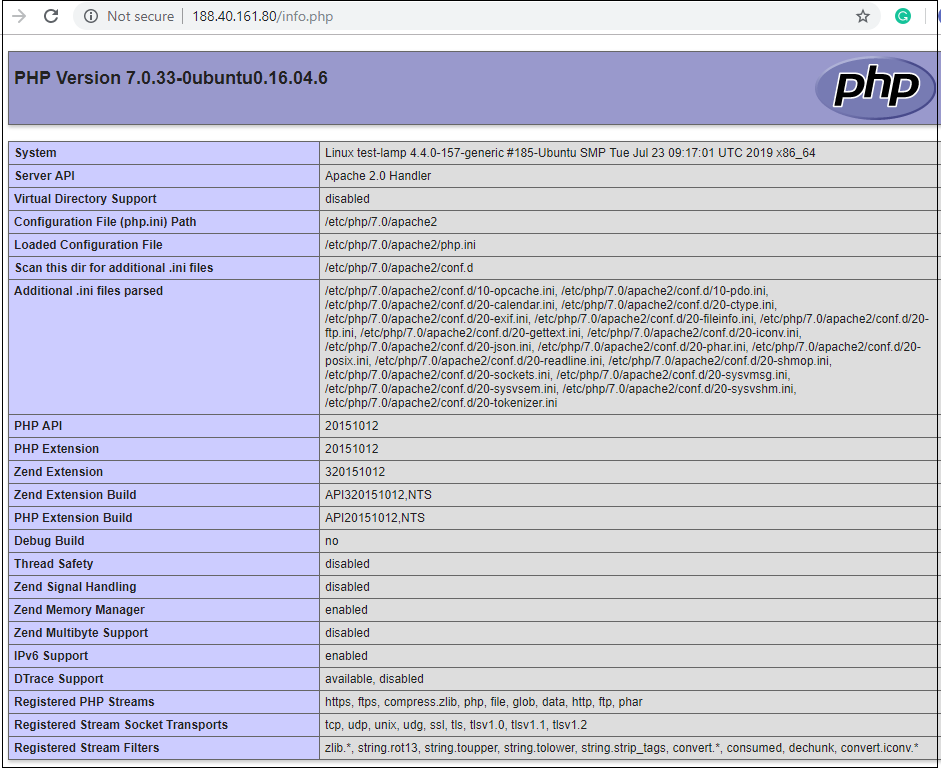 Not secure 188.40.161.80/info.php
PHP Version 7.0.33-0ubuntu0.16.04.6
php
System Linux test-lamp 4.4.0-157-generic #185-Ubuntu SMP Tue Jul 23 09:17:01 UTC 2019 x86_64
Server API Apache 2.0 Handler
Virtual Directory Support disabled
Configuration File (php.ini) Path /etc/php/7.0/apache2
Loaded Configuration File /etc/php/7.0/apache2/php.ini
Scan this dir for additional .ini files /etc/php/7.0/apache2/conf.d
Additional .ini files parsed /etc/php/7.0/apache2/conf.d/10-opcache.ini, /etc/php/7.0/apache2/conf.d/10-pdo.ini,
/etc/php/7.0/apache2/conf.d/20-calendar.ini, /etc/php/7.0/apache2/conf.d/20-ctype.ini,
/etc/php/7.0/apache2/conf.d/20-exif.ini, /etc/php/7.0/apache2/conf.d/20-fileinfo.ini, /etc/php/7.0/apache2/conf.d/20-
ftp.ini, /etc/php/7.0/apache2/conf.d/20-gettext.ini, /etc/php/7.0/apache2/conf.d/20-iconv.ini,
/etc/php/7.0/apache2/conf.d/20-json.ini, /etc/php/7.0/apache2/conf.d/20-phar.ini, /etc/php/7.0/apache2/conf.d/20-
posix.ini, /etc/php/7.0/apache2/conf.d/20-readline.ini, /etc/php/7.0/apache2/conf.d/20-shmop.ini,
/etc/php/7.0/apache2/conf.d/20-sockets.ini, /etc/php/7.0/apache2/conf.d/20-sysvmsg.ini,
/etc/php/7.0/apache2/conf.d/20-sysvsem.ini, /etc/php/7.0/apache2/conf.d/20-sysvshm.ini,
/etc/php/7.0/apache2/conf.d/20-tokenizer.ini
PHP API 20151012
PHP Extension 20151012
Zend Extension 320151012
Zend Extension Build API320151012,NTS
PHP Extension Build API20151012,NTS
Debug Build no
Thread Safety disabled
Zend Signal Handling disabled
Zend Memory Manager enabled
Zend Multibyte Support disabled
IPv6 Support enabled
DTrace Support available, disabled
Registered PHP Streams https, ftps, compress.zlib, php, file, glob, data, http, ftp, phar
Registered Stream Socket Transports tcp, udp, unix, udg, ssl, tls, tlsv1.0, tlsv1.1, tlsv1.2
Registered Stream Filters zlib.*, string.rot13, string.toupper, string.tolower, string.strip_tags, convert.*, consumed, dechunk, convert.iconv.*